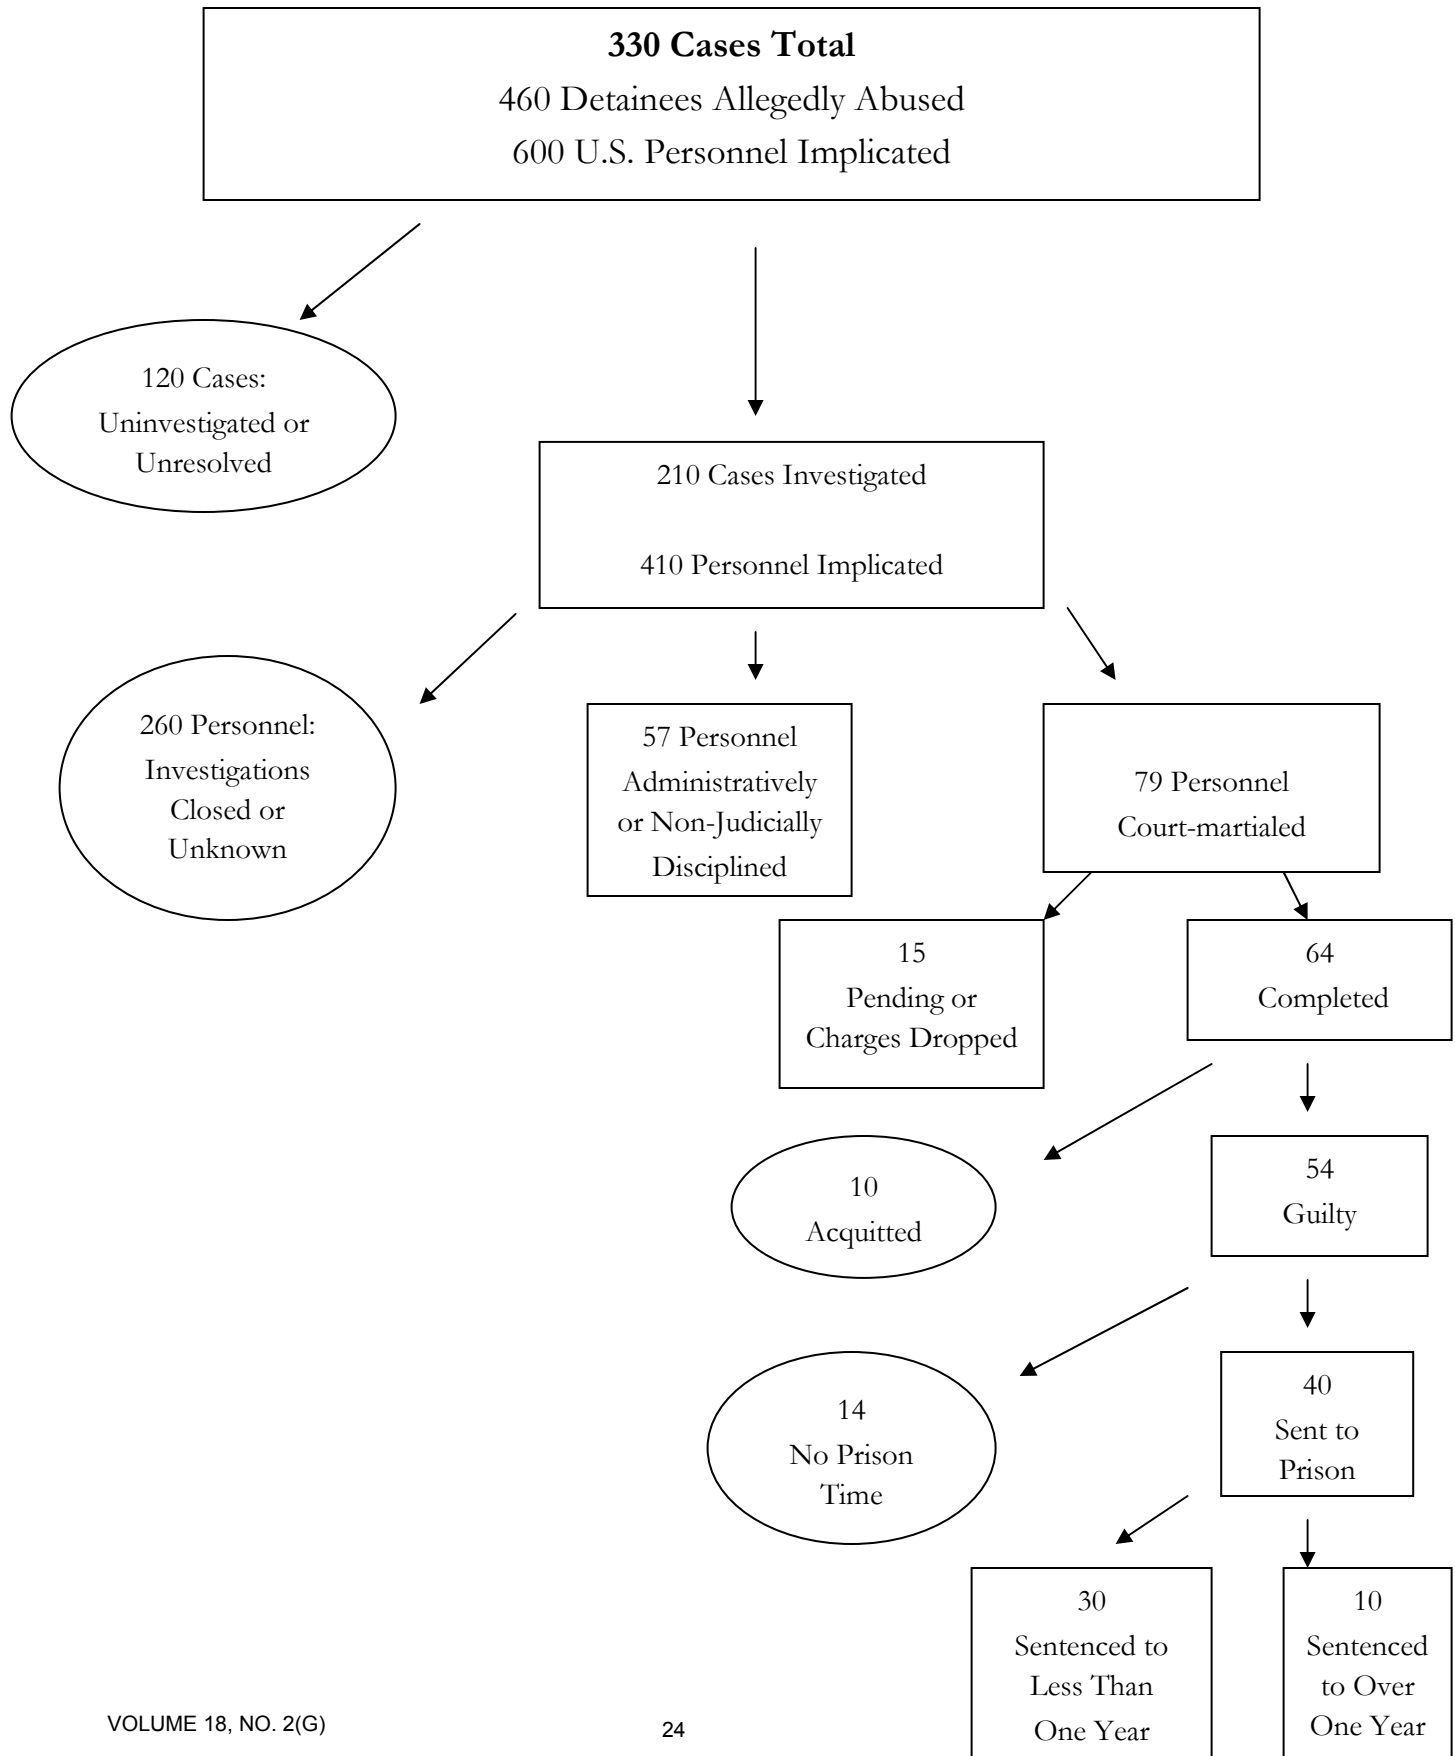 330 Cases Total
460 Detainees Allegedly Abused
600 U.S. Personnel Implicated
120 Cases:
Uninvestigated or
Unresolved
210 Cases Investigated
410 Personnel Implicated
260 Personnel:
Investigations
Closed or
Unknown
57 Personnel
Administratively
or Non-Judicially
Disciplined
79 Personnel
Court-martialed
15
Pending or
Charges Dropped
64
Completed
10
Acquitted
54
Guilty
14
No Prison
Time
40
Sent to
Prison
30
Sentenced to
Less Than
One Year
10
Sentenced
to Over
One Year
VOLUME 18, NO. 2(G)
24